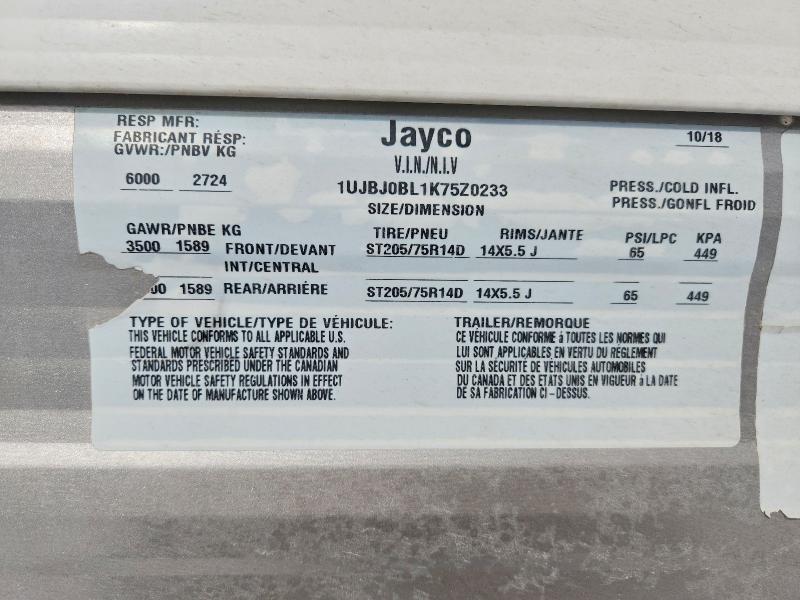 RESP MFR: Jayco 10/18
FABRICANT RÉSP:
GVWR:/PNBV KG V.I.N./N.I.V
6000 2724 1UJBJ0BL1K75Z0233 PRESS./COLD INFL.
SIZE/DIMENSION PRESS./GONFL FROID
GAWR/PNBE KG TIRE/PNEU RIMS/JANTE PSI/LPC KPA
3500 1589 FRONT/DEVANT ST205/75R14D 14X5.5 J 65 449
INT/CENTRAL
00 1589 REAR/ARRIÉRE ST205/75R14D 14X5.5 J 65 449
TYPE OF VEHICLE/TYPE DE VÉHICULE: TRAILER/REMORQUE
THIS VEHICLE CONFORMS TO ALL APPLICABLE U.S.
FEDERAL MOTOR VEHICLE SAFETY STANDARDS AND
STANDARDS PRESCRIBED UNDER THE CANADIAN
MOTOR VEHICLE SAFETY REGULATIONS IN EFFECT
ON THE DATE OF MANUFACTURE SHOWN ABOVE.
CE VÉHICULE CONFORME à TOUTES LES NORMES QUI
LUI SONT APPLICABLES EN VERTU DU RÉGLEMENT
SUR LA SÉCURITÉ DE VÉHICULES AUTOMOBILES
DU CANADA ET DES ÉTATS UNIS EN VIGUEUR à LA DATE
DE SA FABRICATION CI-DESSUS.